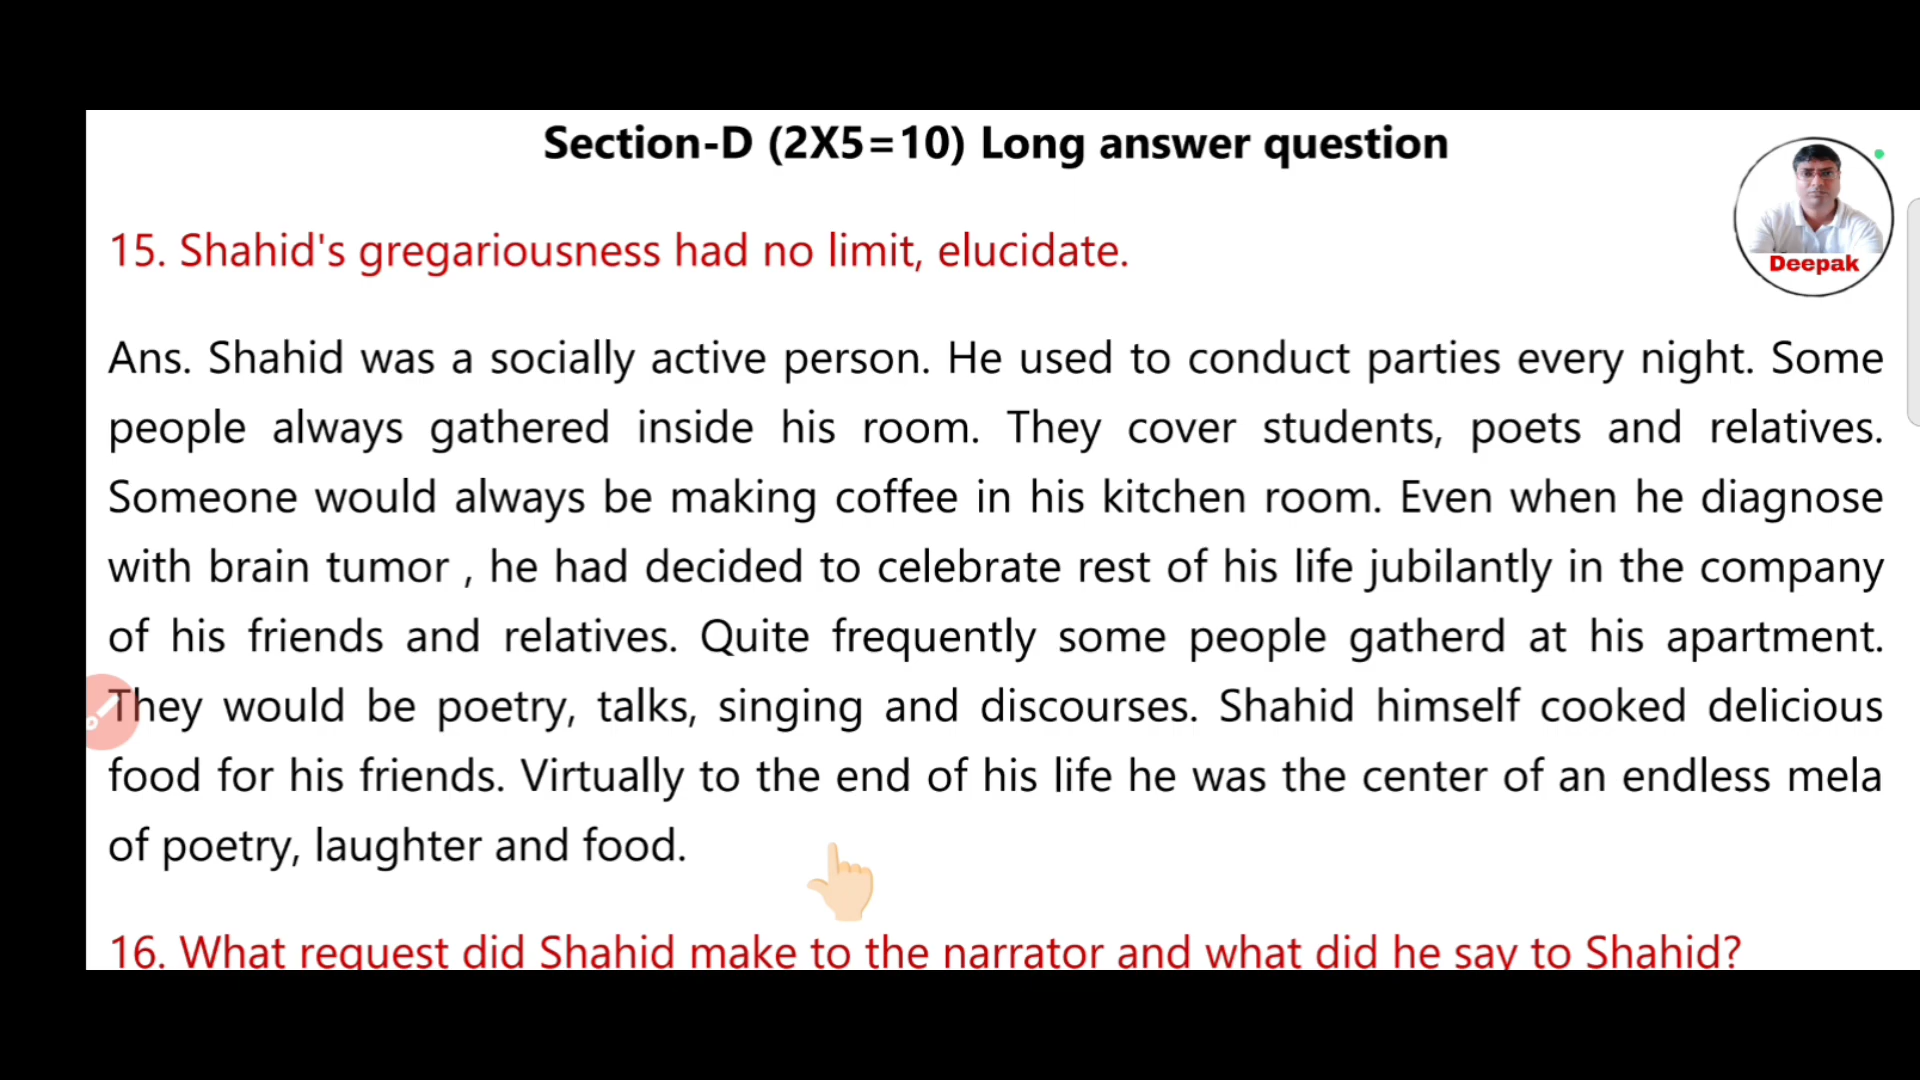 Section-D (2X5=10) Long answer question
Deepak
15. Shahid's gregariousness had no limit, elucidate.
Ans. Shahid was a socially active person. He used to conduct parties every night. Some
people always gathered inside his room. They cover students, poets and relatives.
Someone would always be making coffee in his kitchen room. Even when he diagnose
with brain tumor , he had decided to celebrate rest of his life jubilantly in the company
of his friends and relatives. Quite frequently some people gatherd at his apartment.
They would be poetry, talks, singing and discourses. Shahid himself cooked delicious
food for his friends. Virtually to the end of his life he was the center of an endless mela
of poetry, laughter and food.
16. What request did Shahid make to the narrator and what did he say to Shahid?